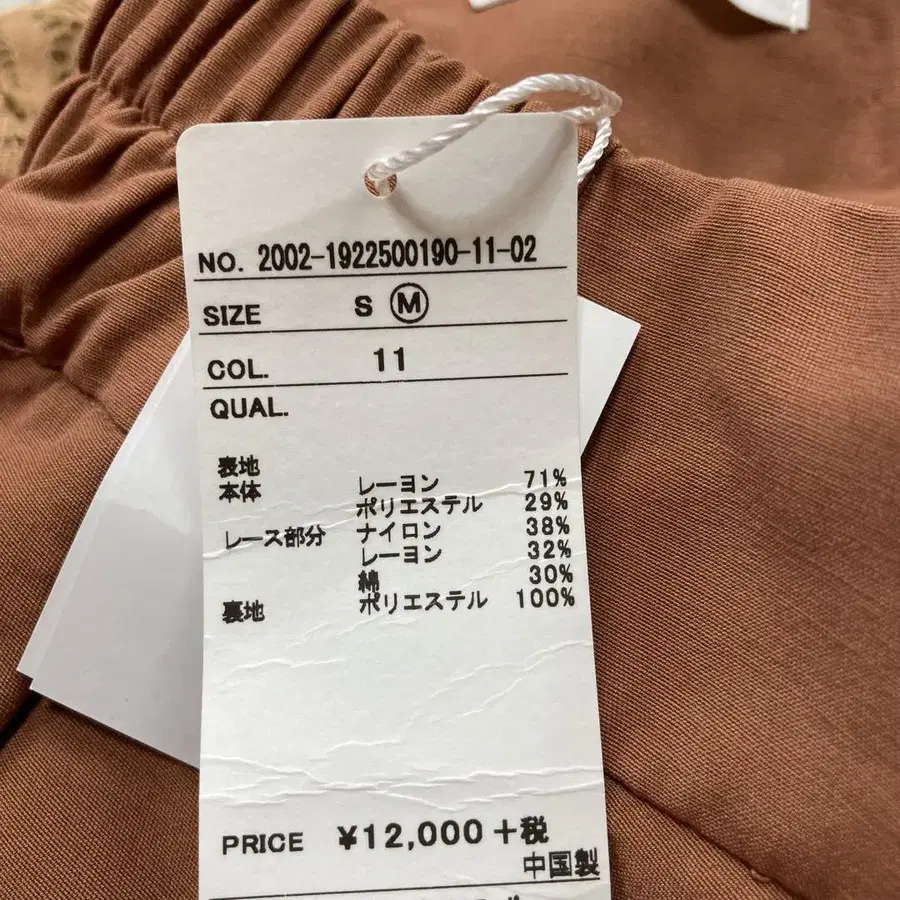 NO. 2002-1922500190-11-02
SIZE S M
COL. 11
QUAL.
表地
本体 レーヨン 71%
ポリエステル 29%
レース部分 ナイロン 38%
レーヨン 32%
綿 30%
裏地 ポリエステル 100%
PRICE ¥12,000+税
中国製